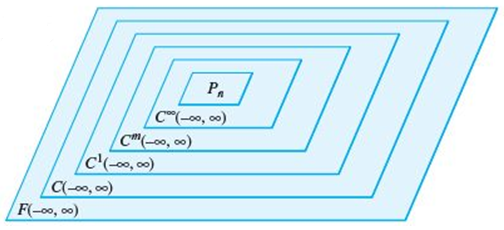 Pₙ
C∞(–∞, ∞)
Cᵐ(–∞, ∞)
C¹(–∞, ∞)
C(–∞, ∞)
F(–∞, ∞)